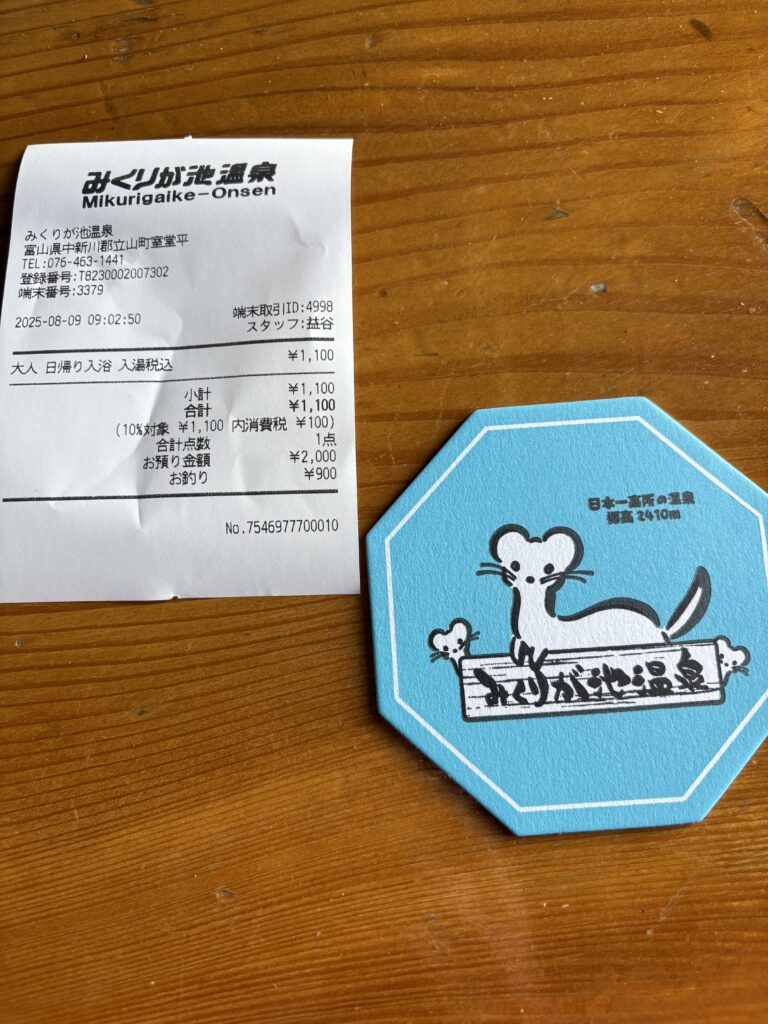 みくりが池温泉
Mikurigaike-Onsen
みくりが池温泉
富山県中新川郡立山町室堂平
TEL:076-463-1441
登録番号:T8230002007302
端末番号:3379
端末取引ID:4998
2025-08-09 09:02:50 スタッフ:益谷
大人 日帰り入浴 入湯税込 ¥1,100
小計 ¥1,100
合計 ¥1,100
(10%対象 ¥1,100 内消費税 ¥100)
合計点数 1点
お預り金額 ¥2,000
お釣り ¥900
No.7546977700010
日本一高所の温泉
標高2410m
みくりが池温泉